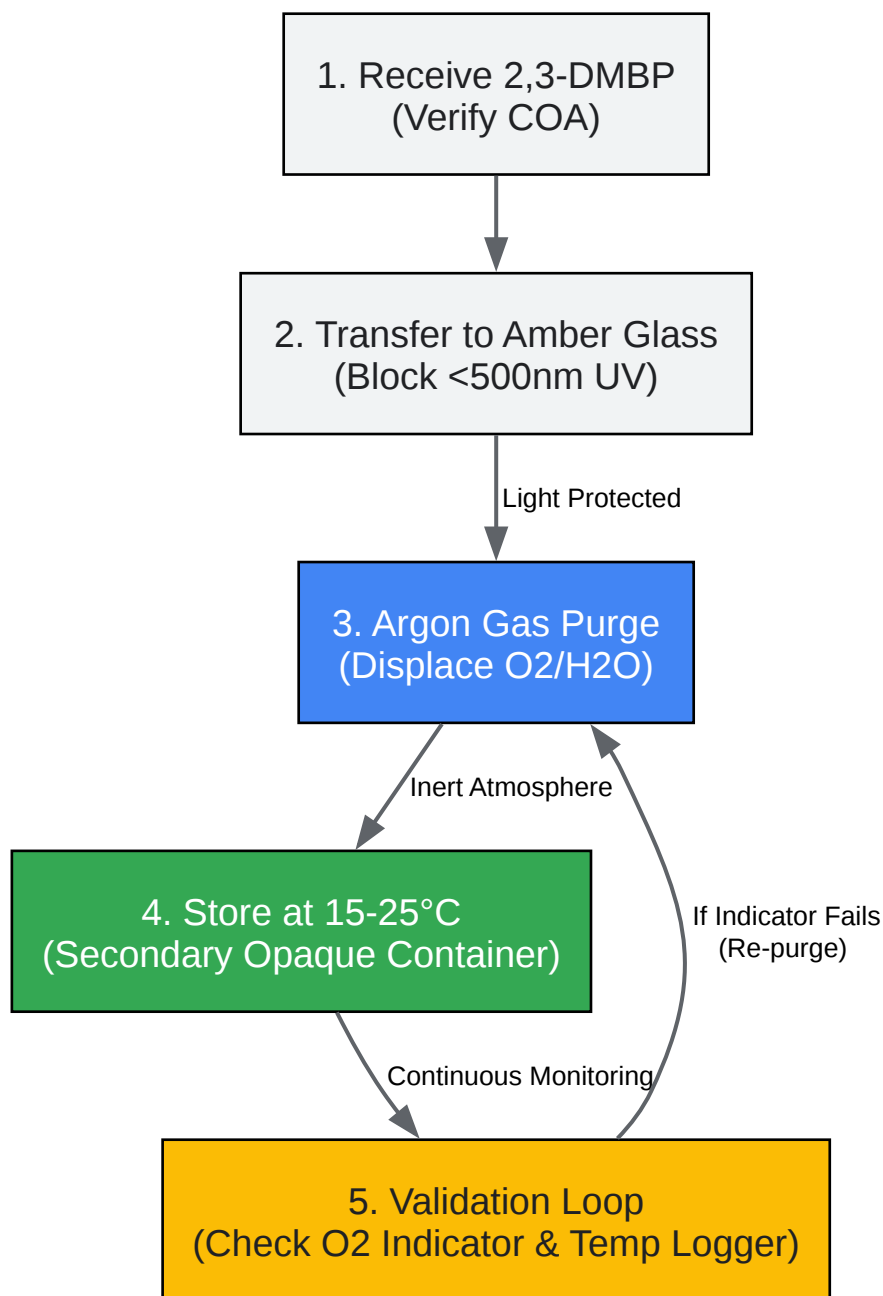 1. Receive 2,3-DMBP
(Verify COA)
2. Transfer to Amber Glass
(Block <500nm UV)
Light Protected
3. Argon Gas Purge
(Displace O2/H2O)
Inert Atmosphere
4. Store at 15-25°C
(Secondary Opaque Container)
If Indicator Fails
(Re-purge)
Continuous Monitoring
5. Validation Loop
(Check O2 Indicator & Temp Logger)